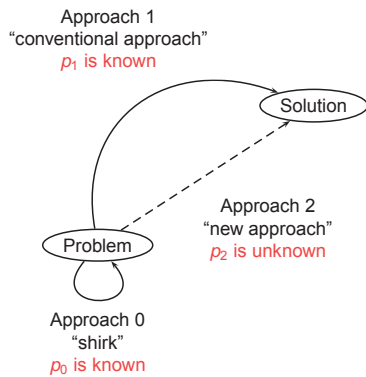 Approach 1
“conventional approach”
p₁ is known
Solution
Approach 2
“new approach”
p₂ is unknown
Problem
Approach 0
“shirk”
p₀ is known